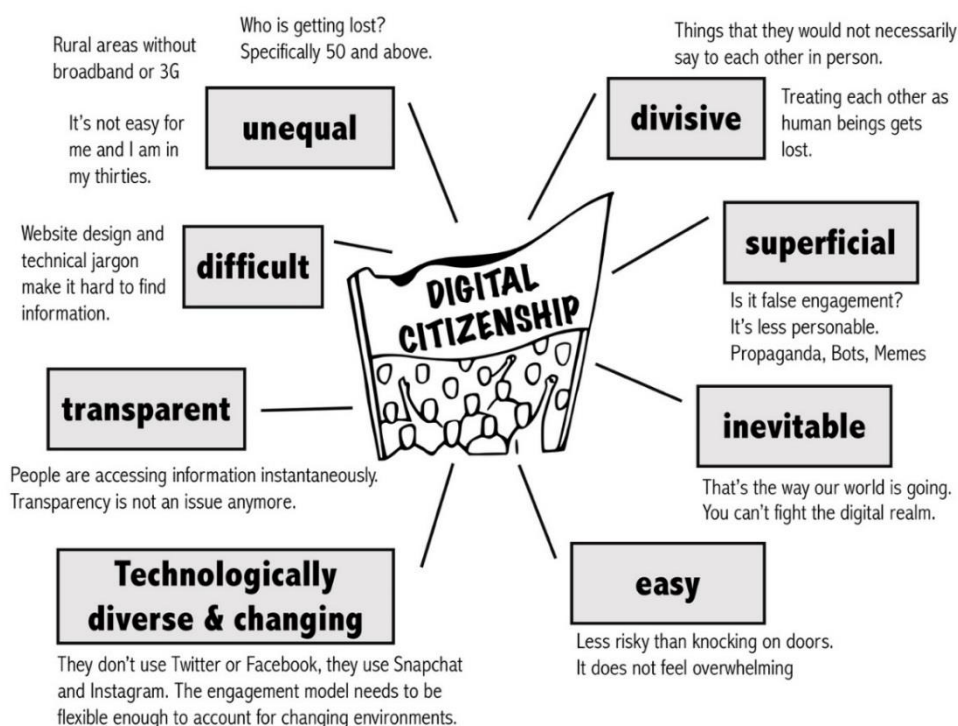 Rural areas without
broadband or 3G
Who is getting lost?
Specifically 50 and above.
It's not easy for
me and I am in
my thirties.
unequal
Things that they would not necessarily
say to each other in person.
divisive
Treating each other as
human beings gets
lost.
Website design and
technical jargon
make it hard to find
information.
difficult
DIGITAL
CITIZENSHIP
superficial
Is it false engagement?
It's less personable.
Propaganda, Bots, Memes
transparent
People are accessing information instantaneously.
Transparency is not an issue anymore.
inevitable
That's the way our world is going.
You can't fight the digital realm.
Technologically
diverse & changing
They don't use Twitter or Facebook, they use Snapchat
and Instagram. The engagement model needs to be
flexible enough to account for changing environments.
easy
Less risky than knocking on doors.
It does not feel overwhelming